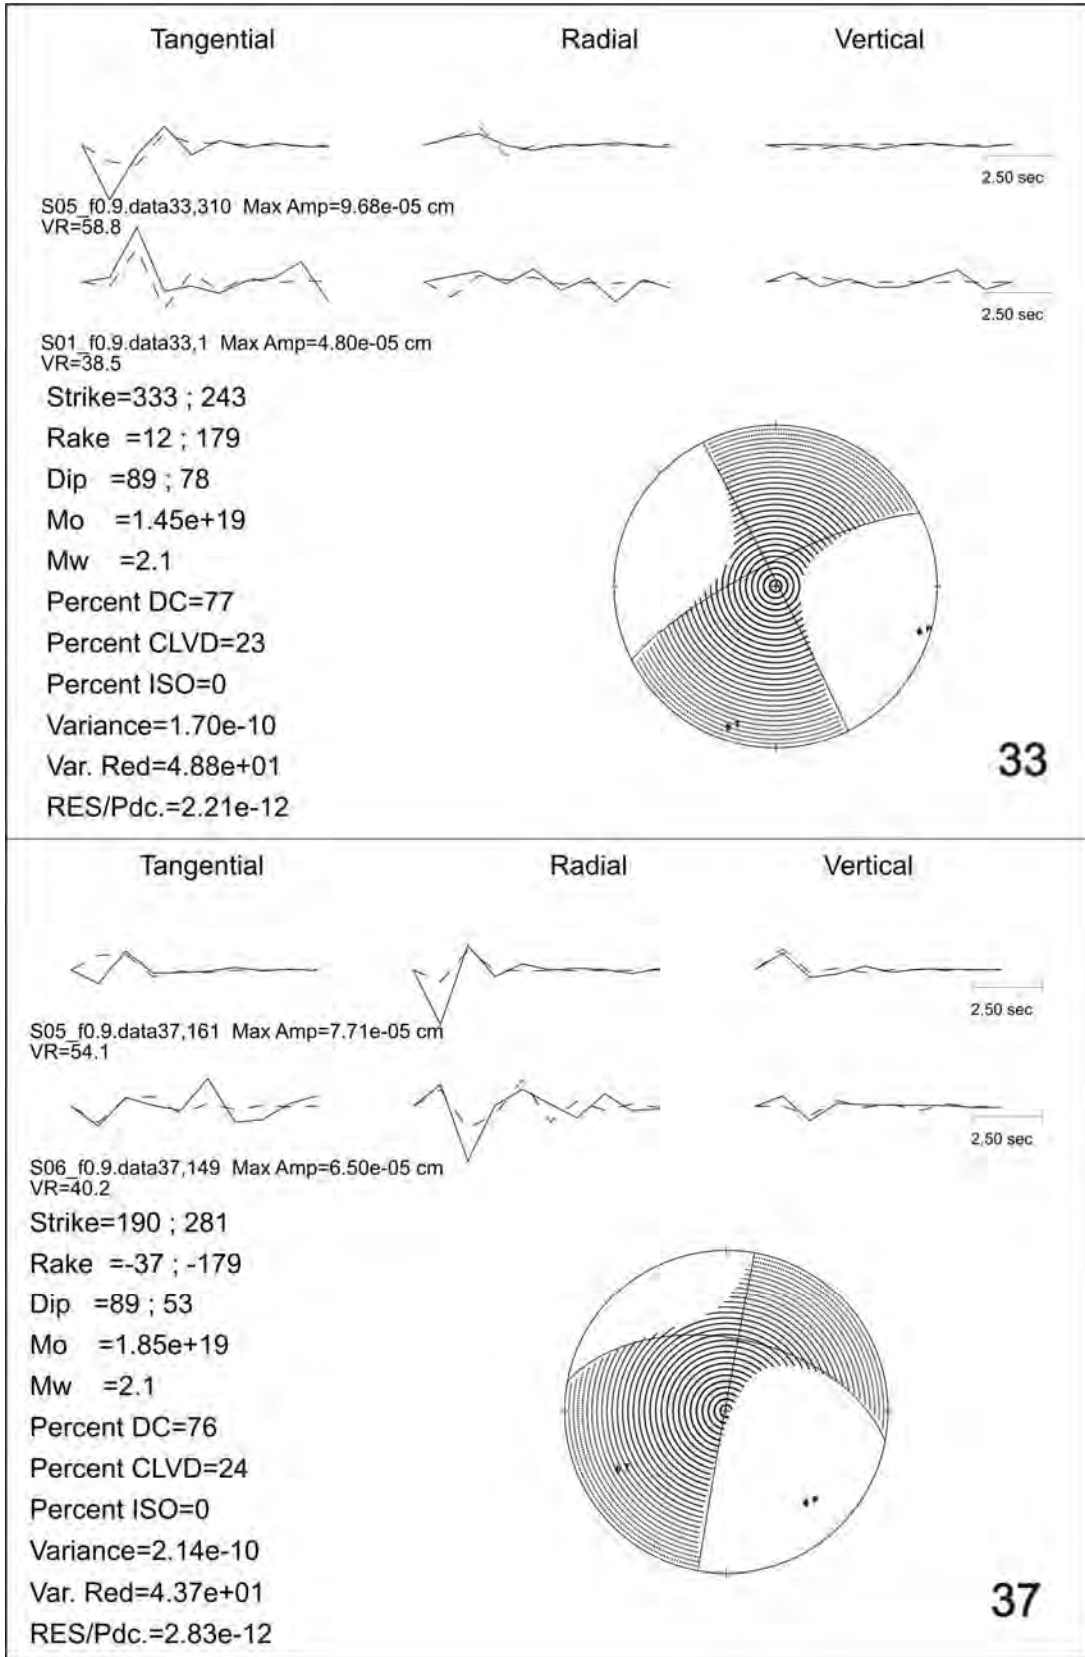 Tangential Radial Vertical
2.50 sec
S05_f0.9.data33,310 Max Amp=9.68e-05 cm
VR=58.8
2.50 sec
S01_f0.9.data33,1 Max Amp=4.80e-05 cm
VR=38.5
Strike=333 ; 243
Rake =12 ; 179
Dip =89 ; 78
Mo =1.45e+19
Mw =2.1
Percent DC=77
Percent CLVD=23
Percent ISO=0
Variance=1.70e-10
Var. Red=4.88e+01
RES/Pdc.=2.21e-12
P
T
33
Tangential Radial Vertical
2.50 sec
S05_f0.9.data37,161 Max Amp=7.71e-05 cm
VR=54.1
2.50 sec
S06_f0.9.data37,149 Max Amp=6.50e-05 cm
VR=40.2
Strike=190 ; 281
Rake =-37 ; -179
Dip =89 ; 53
Mo =1.85e+19
Mw =2.1
Percent DC=76
Percent CLVD=24
Percent ISO=0
Variance=2.14e-10
Var. Red=4.37e+01
RES/Pdc.=2.83e-12
T
P
37